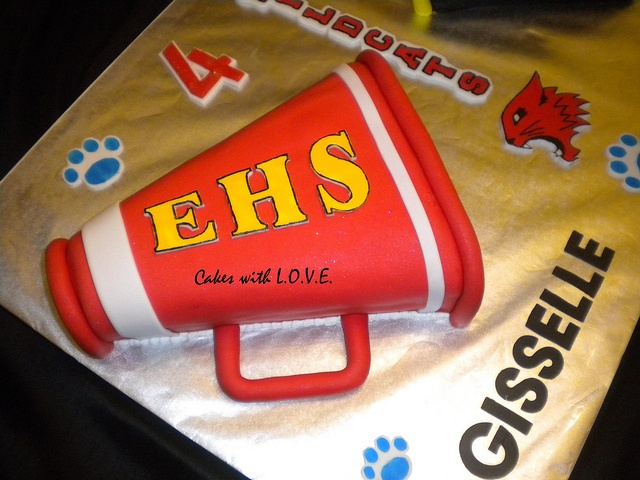 4
EHS
Cakes with L.O.V.E.
GISSELLE